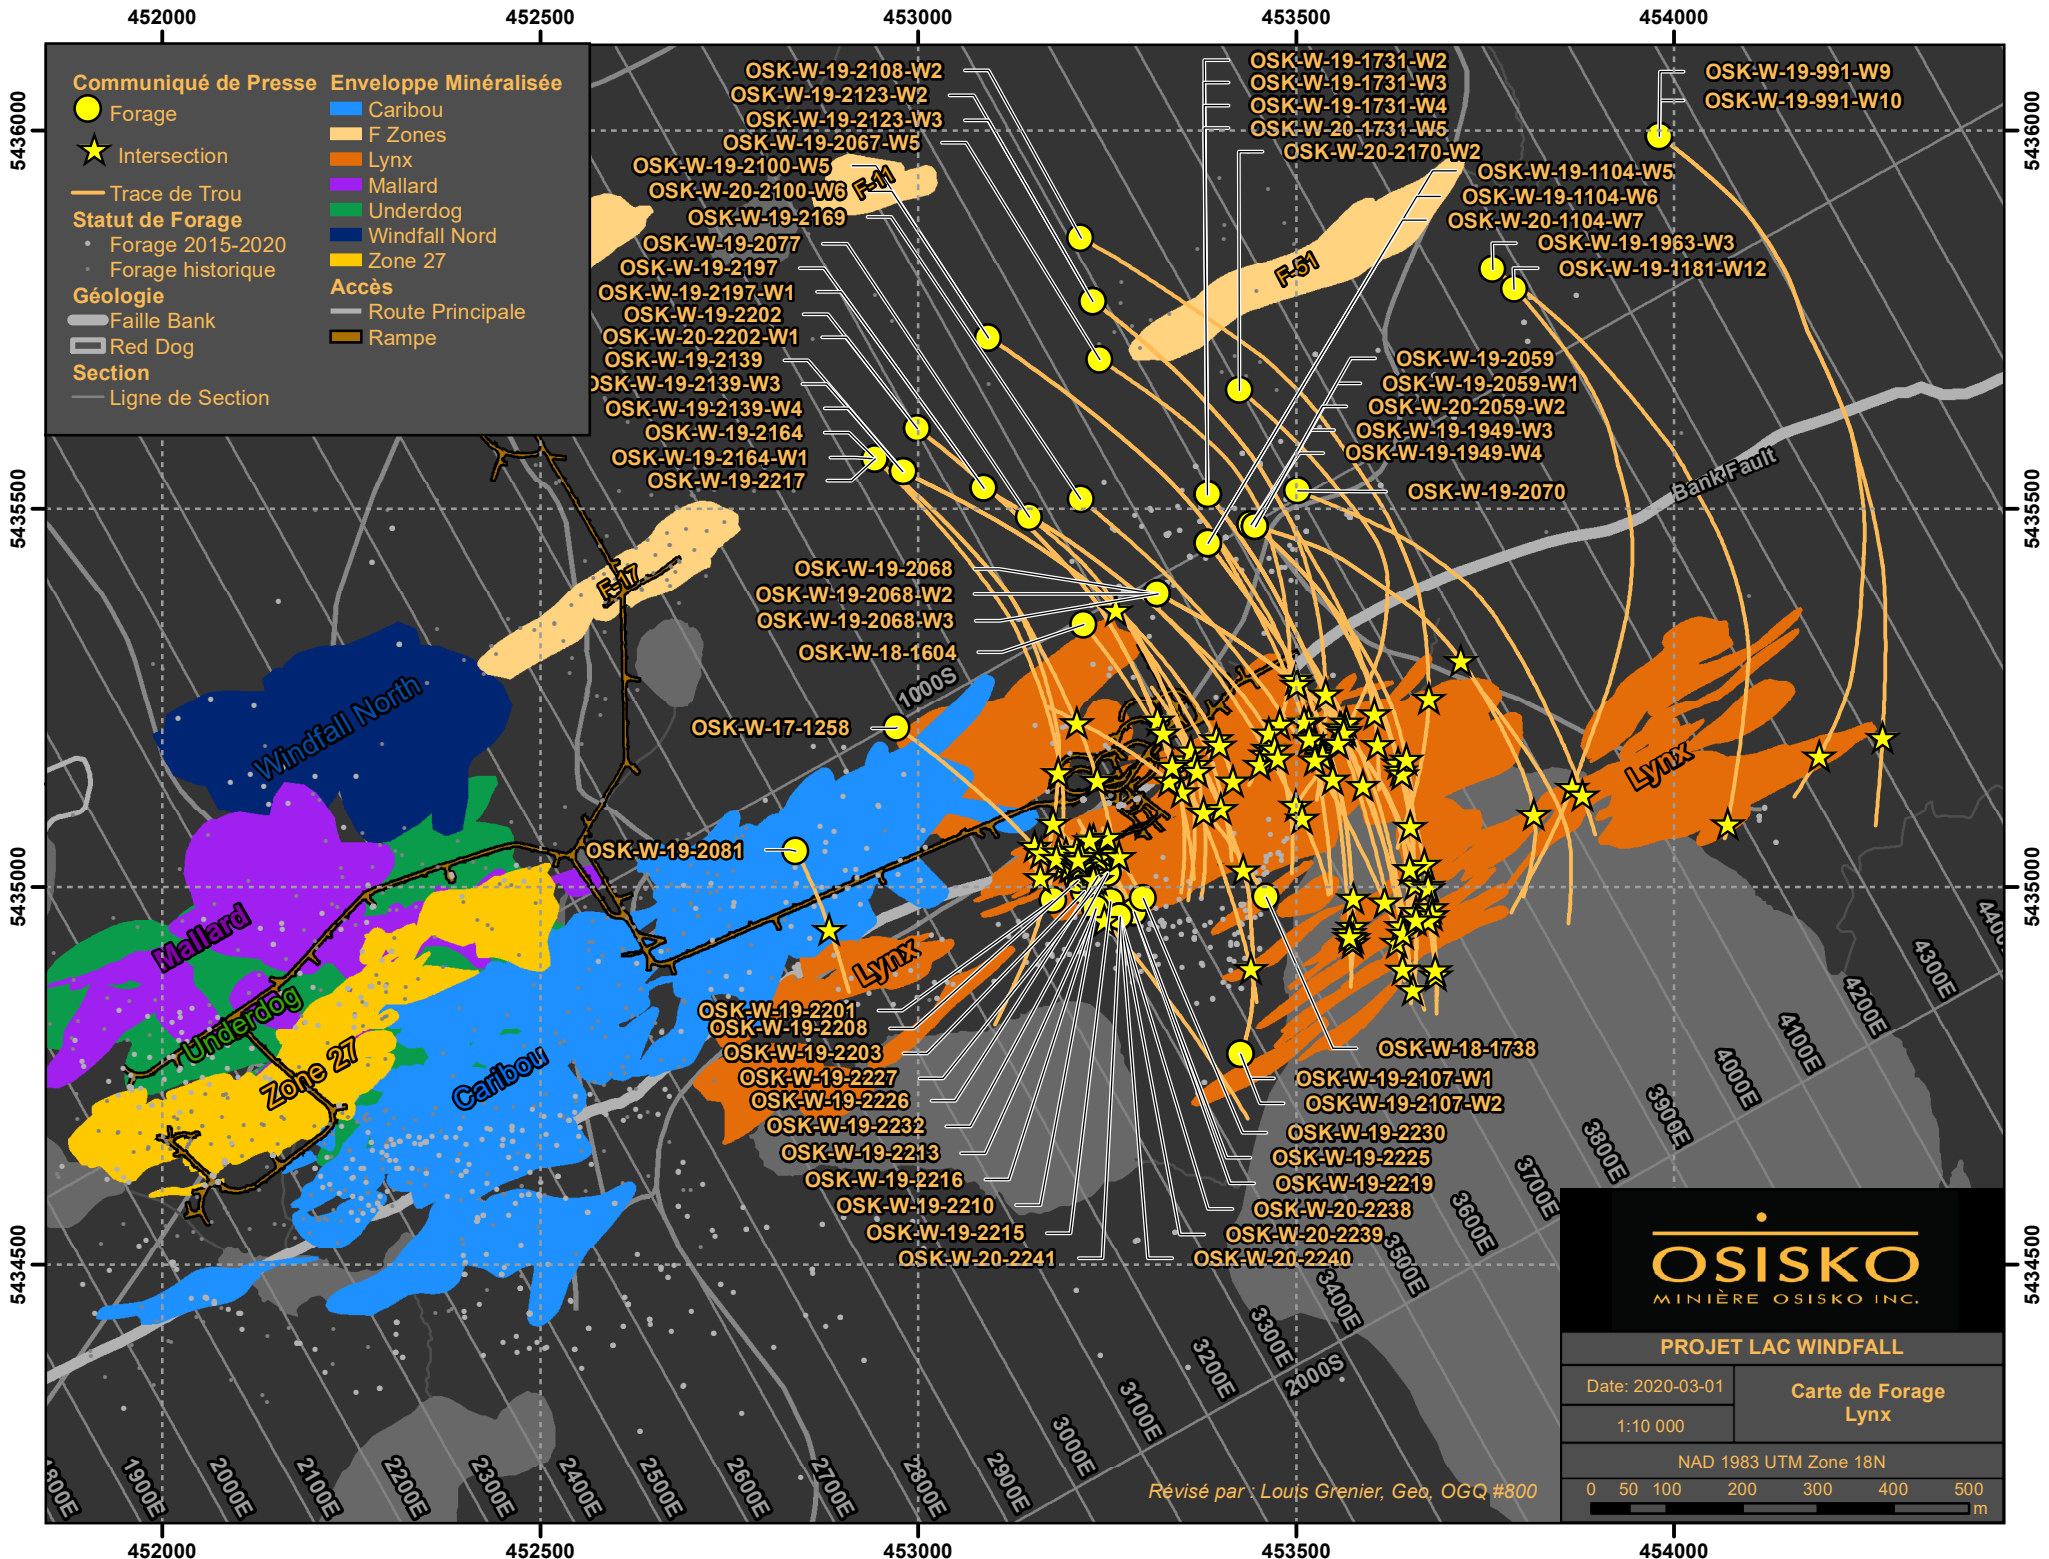 452000
452500
453000
453500
454000
5436000
5435500
5435000
5434500
5436000
5435500
5435000
5434500
Communiqué de Presse
Forage
Intersection
Trace de Trou
Statut de Forage
Forage 2015-2020
Forage historique
Géologie
Faille Bank
Red Dog
Section
Ligne de Section
Enveloppe Minéralisée
Caribou
F Zones
Lynx
Mallard
Underdog
Windfall Nord
Zone 27
Accès
Route Principale
Rampe
OSK-W-19-2108-W2
OSK-W-19-2123-W2
OSK-W-19-2123-W3
OSK-W-19-2067-W5
OSK-W-19-2100-W5
OSK-W-20-2100-W6
OSK-W-19-2169
OSK-W-19-2077
OSK-W-19-2197
OSK-W-19-2197-W1
OSK-W-19-2202
OSK-W-20-2202-W1
OSK-W-19-2139
OSK-W-19-2139-W3
OSK-W-19-2139-W4
OSK-W-19-2164
OSK-W-19-2164-W1
OSK-W-19-2217
OSK-W-19-1731-W2
OSK-W-19-1731-W3
OSK-W-19-1731-W4
OSK-W-20-1731-W5
OSK-W-20-2170-W2
OSK-W-19-991-W9
OSK-W-19-991-W10
OSK-W-19-1104-W5
OSK-W-19-1104-W6
OSK-W-20-1104-W7
OSK-W-19-1963-W3
OSK-W-19-1181-W12
F-11
F-51
F-17
OSK-W-19-2059
OSK-W-19-2059-W1
OSK-W-20-2059-W2
OSK-W-19-1949-W3
OSK-W-19-1949-W4
OSK-W-19-2070
Bank Fault
OSK-W-19-2068
OSK-W-19-2068-W2
OSK-W-19-2068-W3
OSK-W-18-1604
1000S
OSK-W-17-1258
OSK-W-19-2081
Windfall North
Mallard
Underdog
Zone 27
Caribou
Lynx
Lynx
OSK-W-19-2201
OSK-W-19-2208
OSK-W-19-2203
OSK-W-19-2227
OSK-W-19-2226
OSK-W-19-2232
OSK-W-19-2213
OSK-W-19-2216
OSK-W-19-2210
OSK-W-19-2215
OSK-W-20-2241
OSK-W-18-1738
OSK-W-19-2107-W1
OSK-W-19-2107-W2
OSK-W-19-2230
OSK-W-19-2225
OSK-W-19-2219
OSK-W-20-2238
OSK-W-20-2239
OSK-W-20-2240
1800E
1900E
2000E
2100E
2200E
2300E
2400E
2500E
2600E
2700E
2800E
2900E
3000E
3100E
3200E
3300E
3400E
3500E
3600E
3700E
3800E
3900E
4000E
4100E
4200E
4300E
2000S
OSISKO
MINIÈRE OSISKO INC.
PROJET LAC WINDFALL
Date: 2020-03-01
1:10 000
Carte de Forage
Lynx
NAD 1983 UTM Zone 18N
0 50 100 200 300 400 500
m
Révisé par : Louis Grenier, Geo, OGQ #800
452000
452500
453000
453500
454000